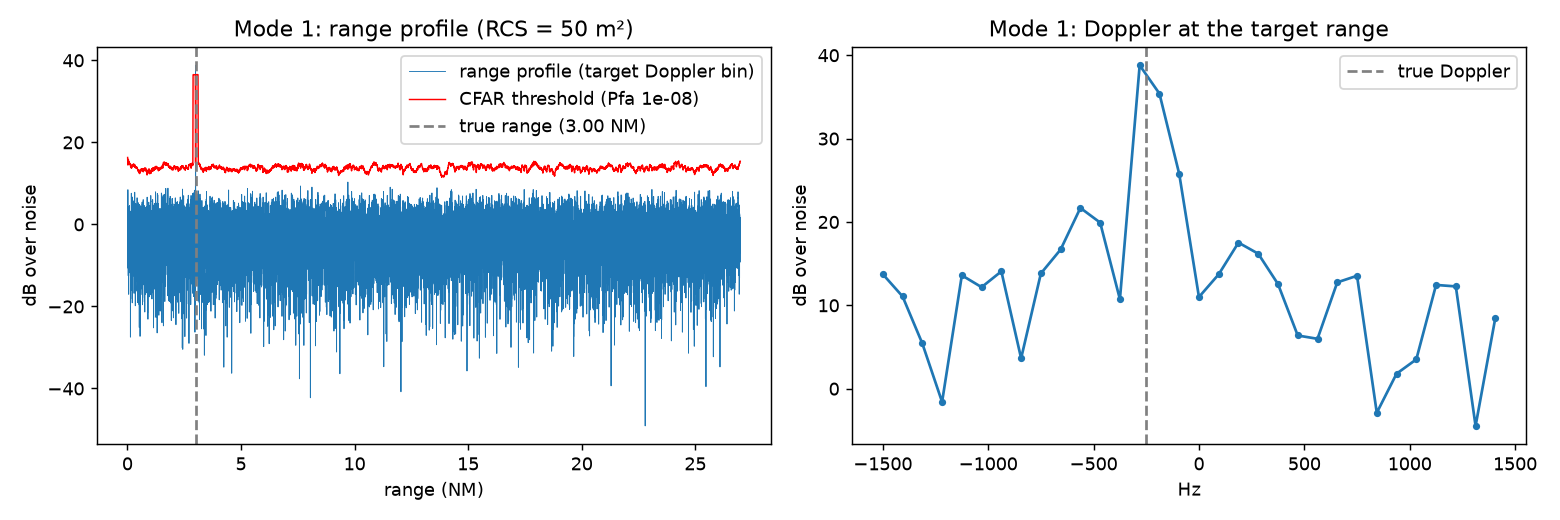 Mode 1: range profile (RCS = 50 m²)
range profile (target Doppler bin)
CFAR threshold (Pfa 1e-08)
true range (3.00 NM)
dB over noise
40
20
0
−20
−40
0 5 10 15 20 25
range (NM)
Mode 1: Doppler at the target range
true Doppler
dB over noise
40
30
20
10
0
−1500 −1000 −500 0 500 1000 1500
Hz